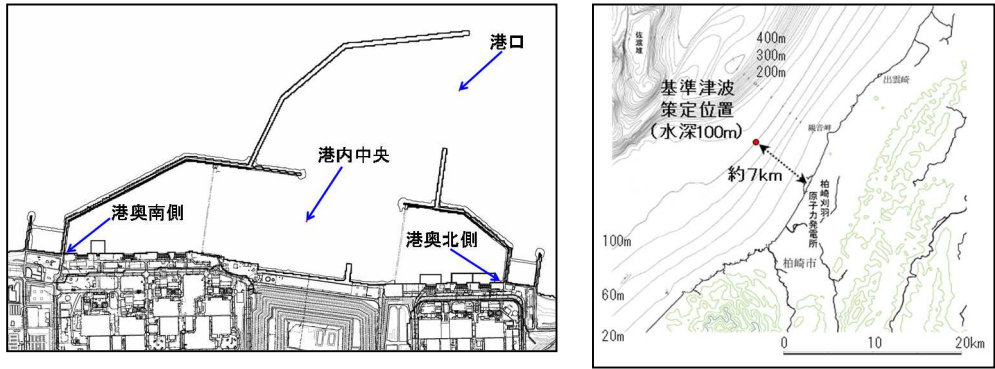 港口
港内中央
港奥南側
港奥北側
佐渡堆
400m
300m
200m
出雲崎
基準津波
策定位置
(水深100m)
観音岬
約7km
柏崎刈羽
原子力発電所
100m
柏崎市
60m
20m
0
10
20km